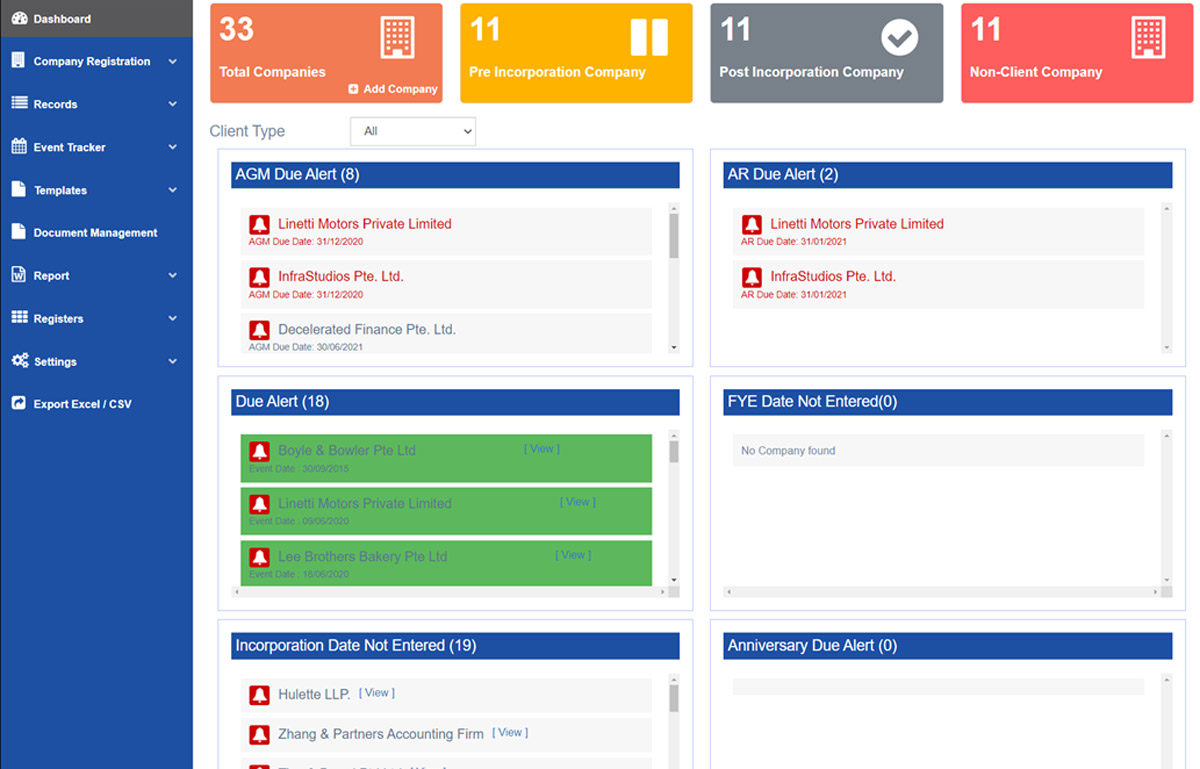 Dashboard
Company Registration
Records
Event Tracker
Templates
Document Management
Report
Registers
Settings
Export Excel / CSV
33
Total Companies
Add Company
11
Pre Incorporation Company
11
Post Incorporation Company
11
Non-Client Company
Client Type
All
AGM Due Alert (8)
Linetti Motors Private Limited
AGM Due Date: 31/12/2020
InfraStudios Pte. Ltd.
AGM Due Date: 31/12/2020
Decelerated Finance Pte. Ltd.
AGM Due Date: 30/06/2021
AR Due Alert (2)
Linetti Motors Private Limited
AR Due Date: 31/01/2021
InfraStudios Pte. Ltd.
AR Due Date: 31/01/2021
Due Alert (18)
Boyle & Bowler Pte Ltd [ View ]
Event Date : 30/09/2015
Linetti Motors Private Limited [ View ]
Event Date : 09/06/2020
Lee Brothers Bakery Pte Ltd [ View ]
Event Date : 16/06/2020
FYE Date Not Entered(0)
No Company found
Incorporation Date Not Entered (19)
Hulette LLP. [ View ]
Zhang & Partners Accounting Firm [ View ]
Anniversary Due Alert (0)